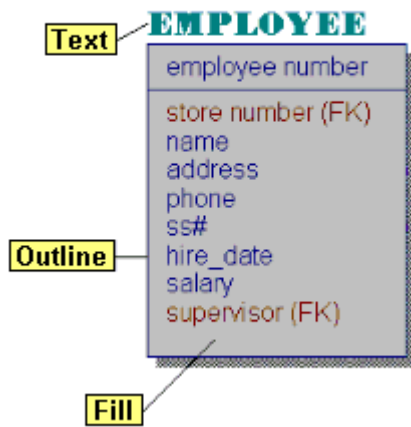 EMPLOYEE
Text
employee number
store number (FK)
name
address
phone
ss#
hire_date
Outline
salary
supervisor (FK)
Fill